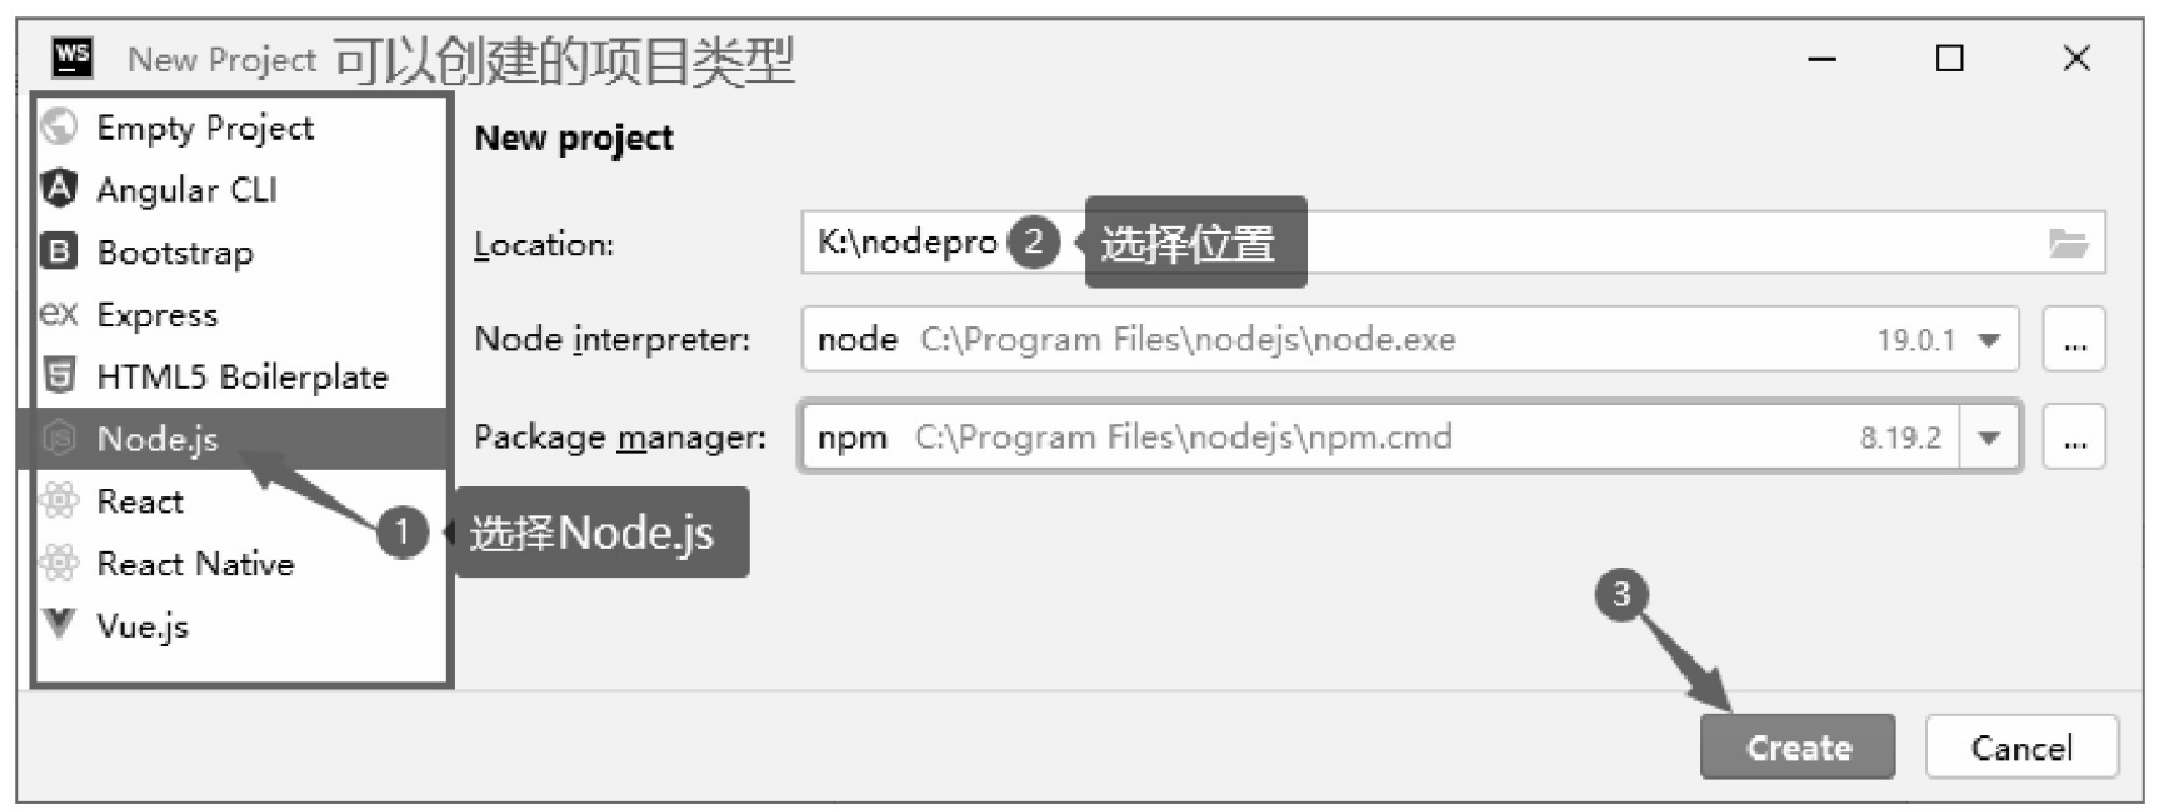 WS New Project 可以创建的项目类型
Empty Project
Angular CLI
Bootstrap
ex Express
HTML5 Boilerplate
Node.js
React
React Native
Vue.js
1 选择Node.js
New project
Location: K:\nodepro 2 选择位置
Node interpreter: node C:\Program Files\nodejs\node.exe 19.0.1 ...
Package manager: npm C:\Program Files\nodejs\npm.cmd 8.19.2 ...
3
Create Cancel